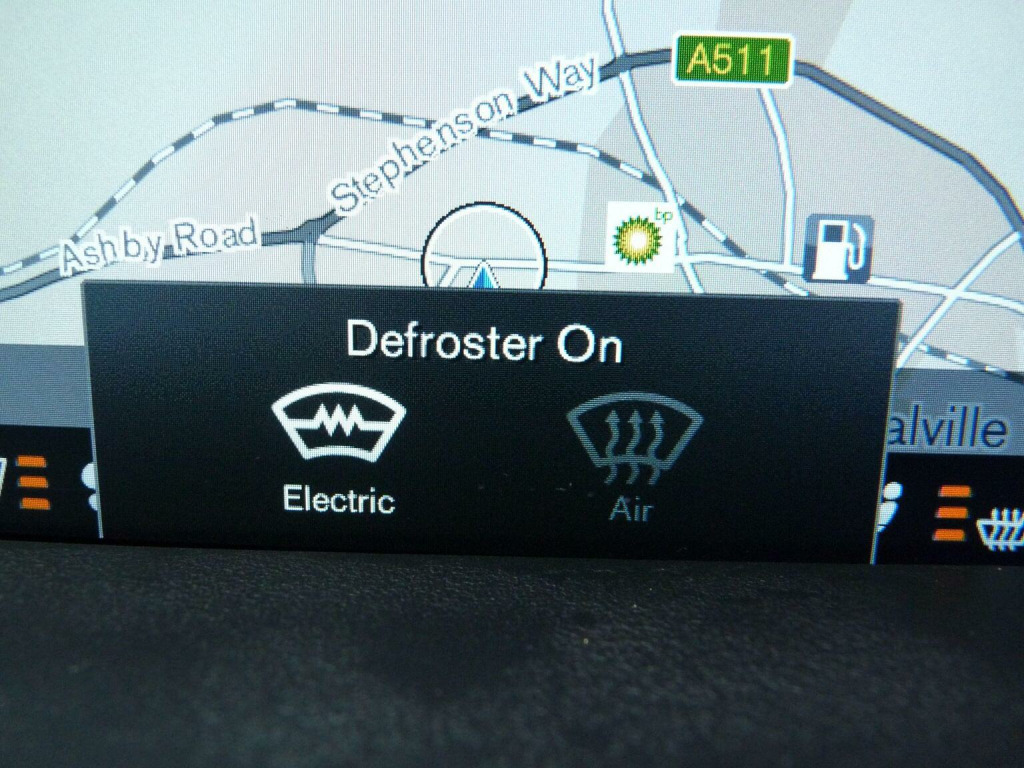 A511
Stephenson Way
Ashby Road
bp
Defroster On
Electric
Air
alville